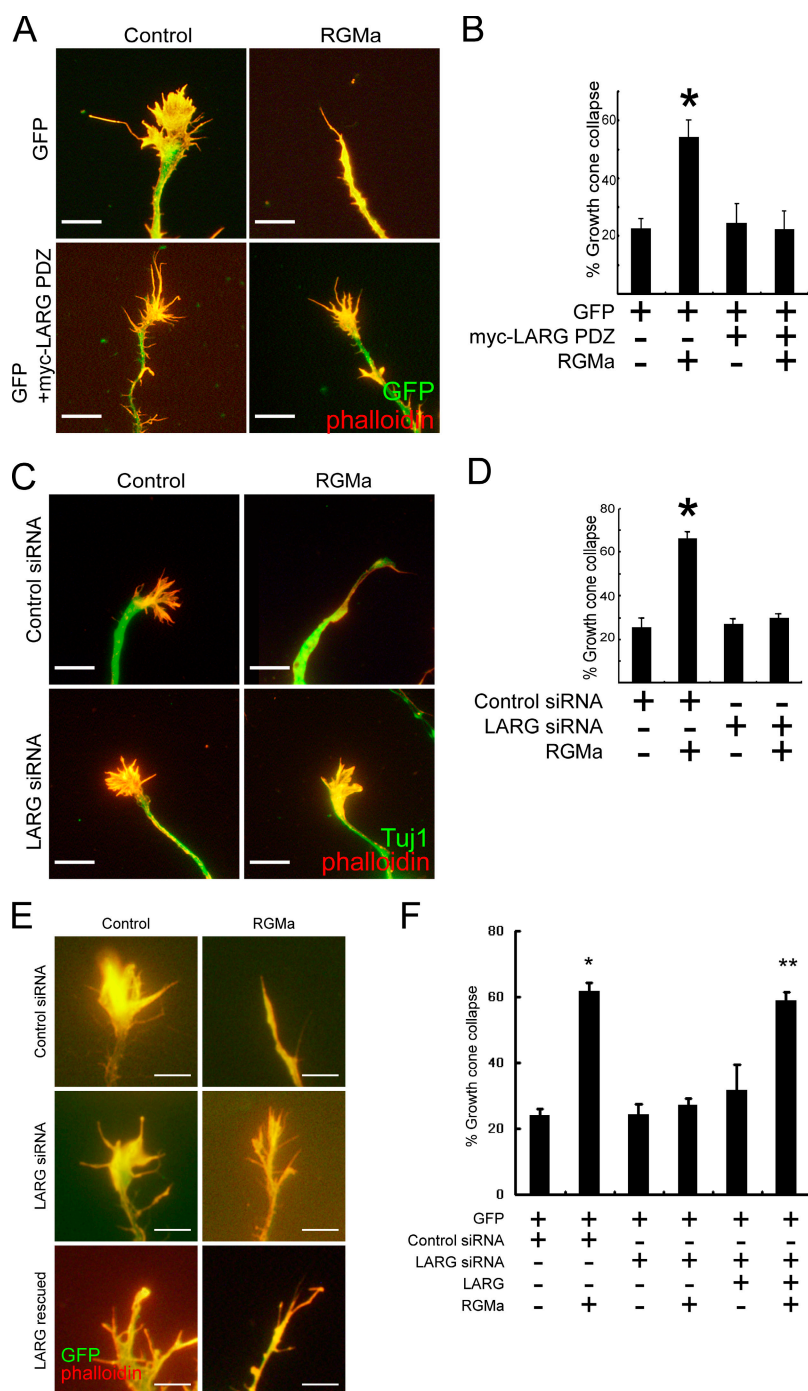 A
Control
RGMa
GFP
GFP
+myc-LARG PDZ
GFP
phalloidin
B
% Growth cone collapse
60
40
20
*
GFP + + + +
myc-LARG PDZ - - + +
RGMa - + - +
C
Control
RGMa
Control siRNA
LARG siRNA
Tuj1
phalloidin
D
% Growth cone collapse
80
60
40
20
*
Control siRNA + + - -
LARG siRNA - - + +
RGMa - + - +
E
Control
RGMa
Control siRNA
LARG siRNA
LARG rescued
GFP
phalloidin
F
% Growth cone collapse
80
60
40
20
0
*
**
GFP + + + + + +
Control siRNA + + - - - -
LARG siRNA - - + + + +
LARG - - - - + +
RGMa - + - + - +